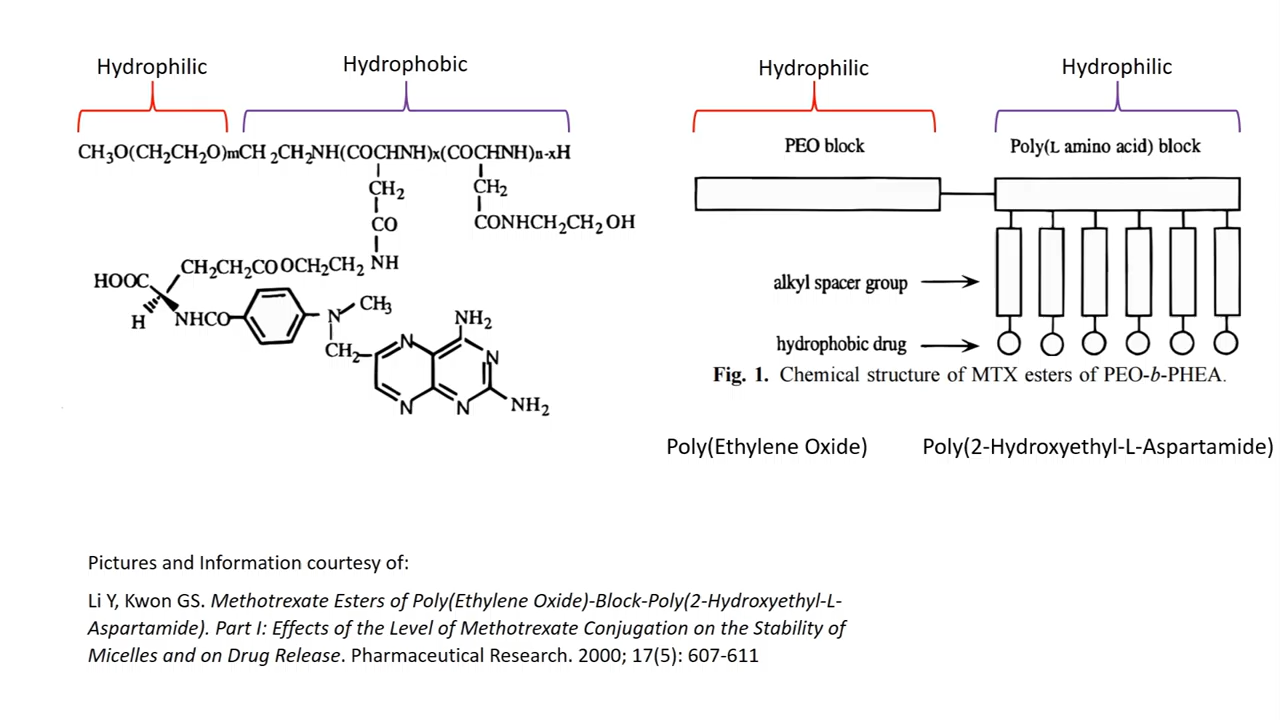 Hydrophilic
Hydrophobic
CH₃O(CH₂CH₂O)mCH₂CH₂NH(COCHNH)x(COCHNH)n-xH
CH₂
CH₂
CO
CONHCH₂CH₂OH
NH
HOOC
CH₂CH₂COOCH₂CH₂
H
NHCO
N
CH₃
CH₂
N
NH₂
N
N
N
NH₂
Hydrophilic
Hydrophilic
PEO block
Poly(L amino acid) block
alkyl spacer group
hydrophobic drug
Fig. 1. Chemical structure of MTX esters of PEO-b-PHEA.
Poly(Ethylene Oxide)
Poly(2-Hydroxyethyl-L-Aspartamide)
Pictures and Information courtesy of:
Li Y, Kwon GS. Methotrexate Esters of Poly(Ethylene Oxide)-Block-Poly(2-Hydroxyethyl-L-
Aspartamide). Part I: Effects of the Level of Methotrexate Conjugation on the Stability of
Micelles and on Drug Release. Pharmaceutical Research. 2000; 17(5): 607-611